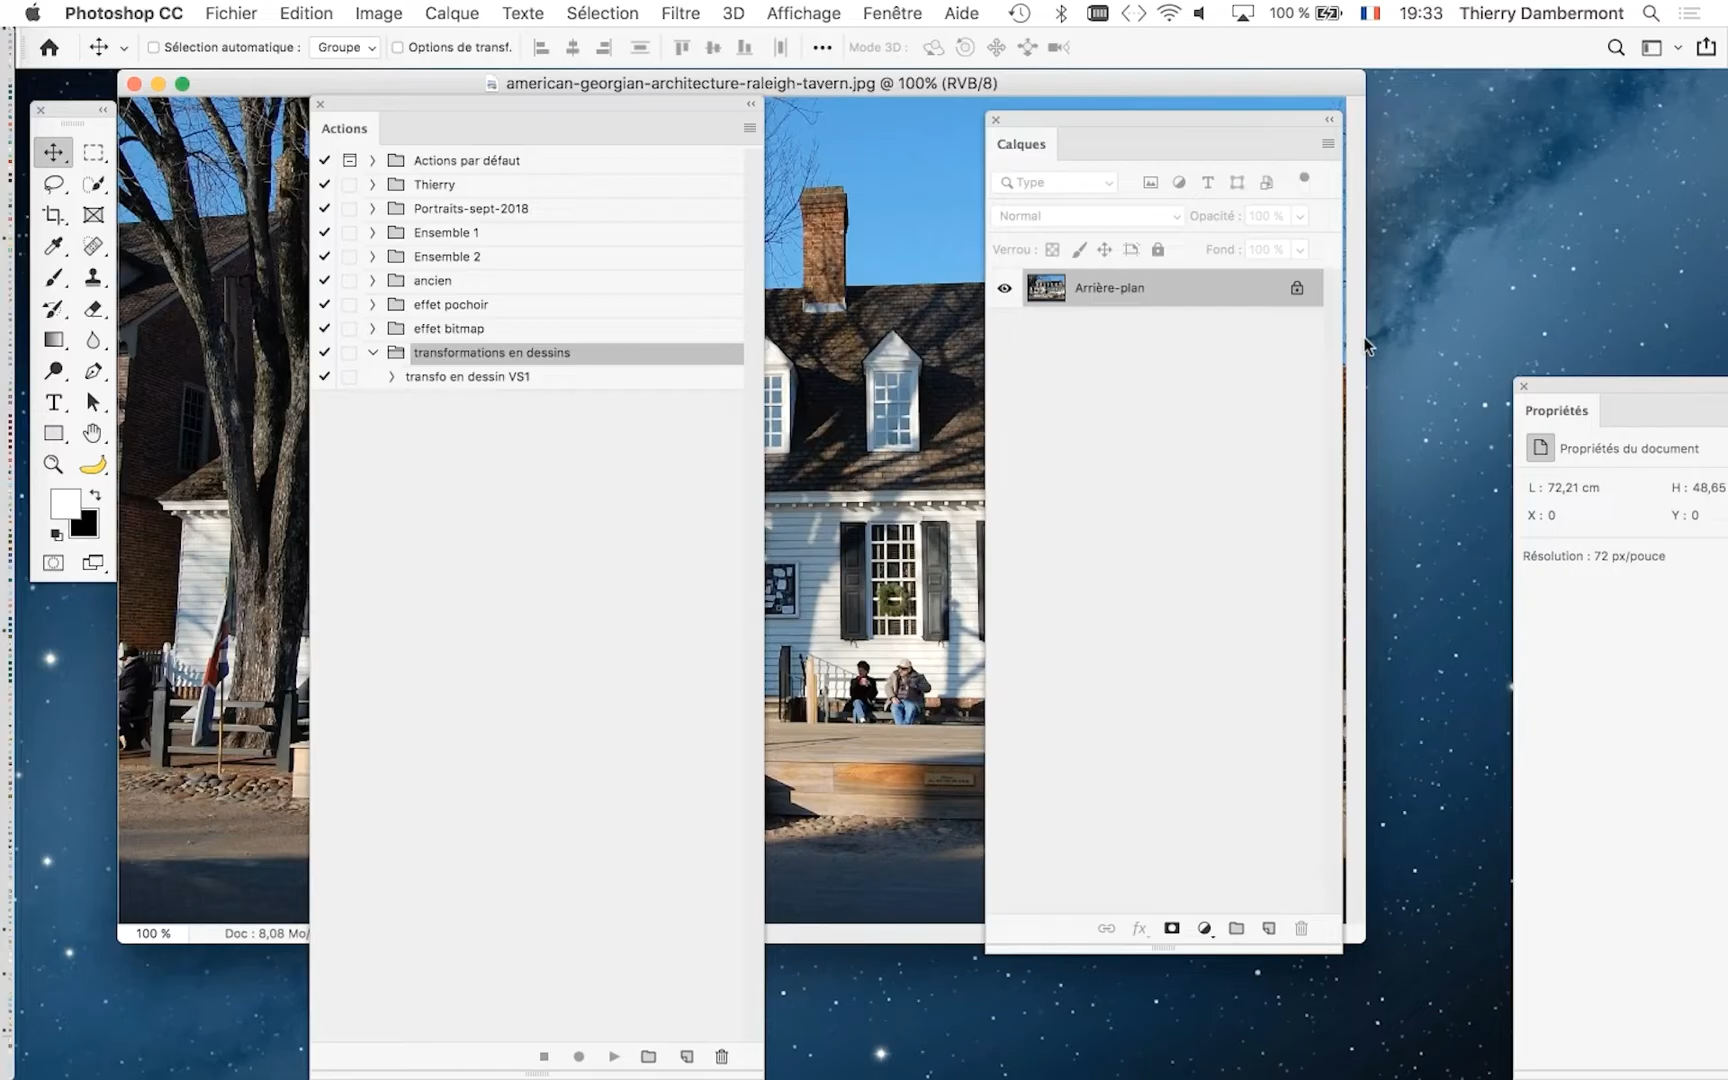 Photoshop CC Fichier Edition Image Calque Texte Sélection Filtre 3D Affichage Fenêtre Aide 100 % 19:33 Thierry Dambermont
Sélection automatique : Groupe Options de transf. Mode 3D :
american-georgian-architecture-raleigh-tavern.jpg @ 100% (RVB/8)
Actions
Actions par défaut
Thierry
Portraits-sept-2018
Ensemble 1
Ensemble 2
ancien
effet pochoir
effet bitmap
transformations en dessins
transfo en dessin VS1
Calques
Type
Normal Opacité : 100 %
Verrou : Fond : 100 %
Arrière-plan
Propriétés
Propriétés du document
L : 72,21 cm H : 48,65
X : 0 Y : 0
Résolution : 72 px/pouce
100 % Doc : 8,08 Mo/